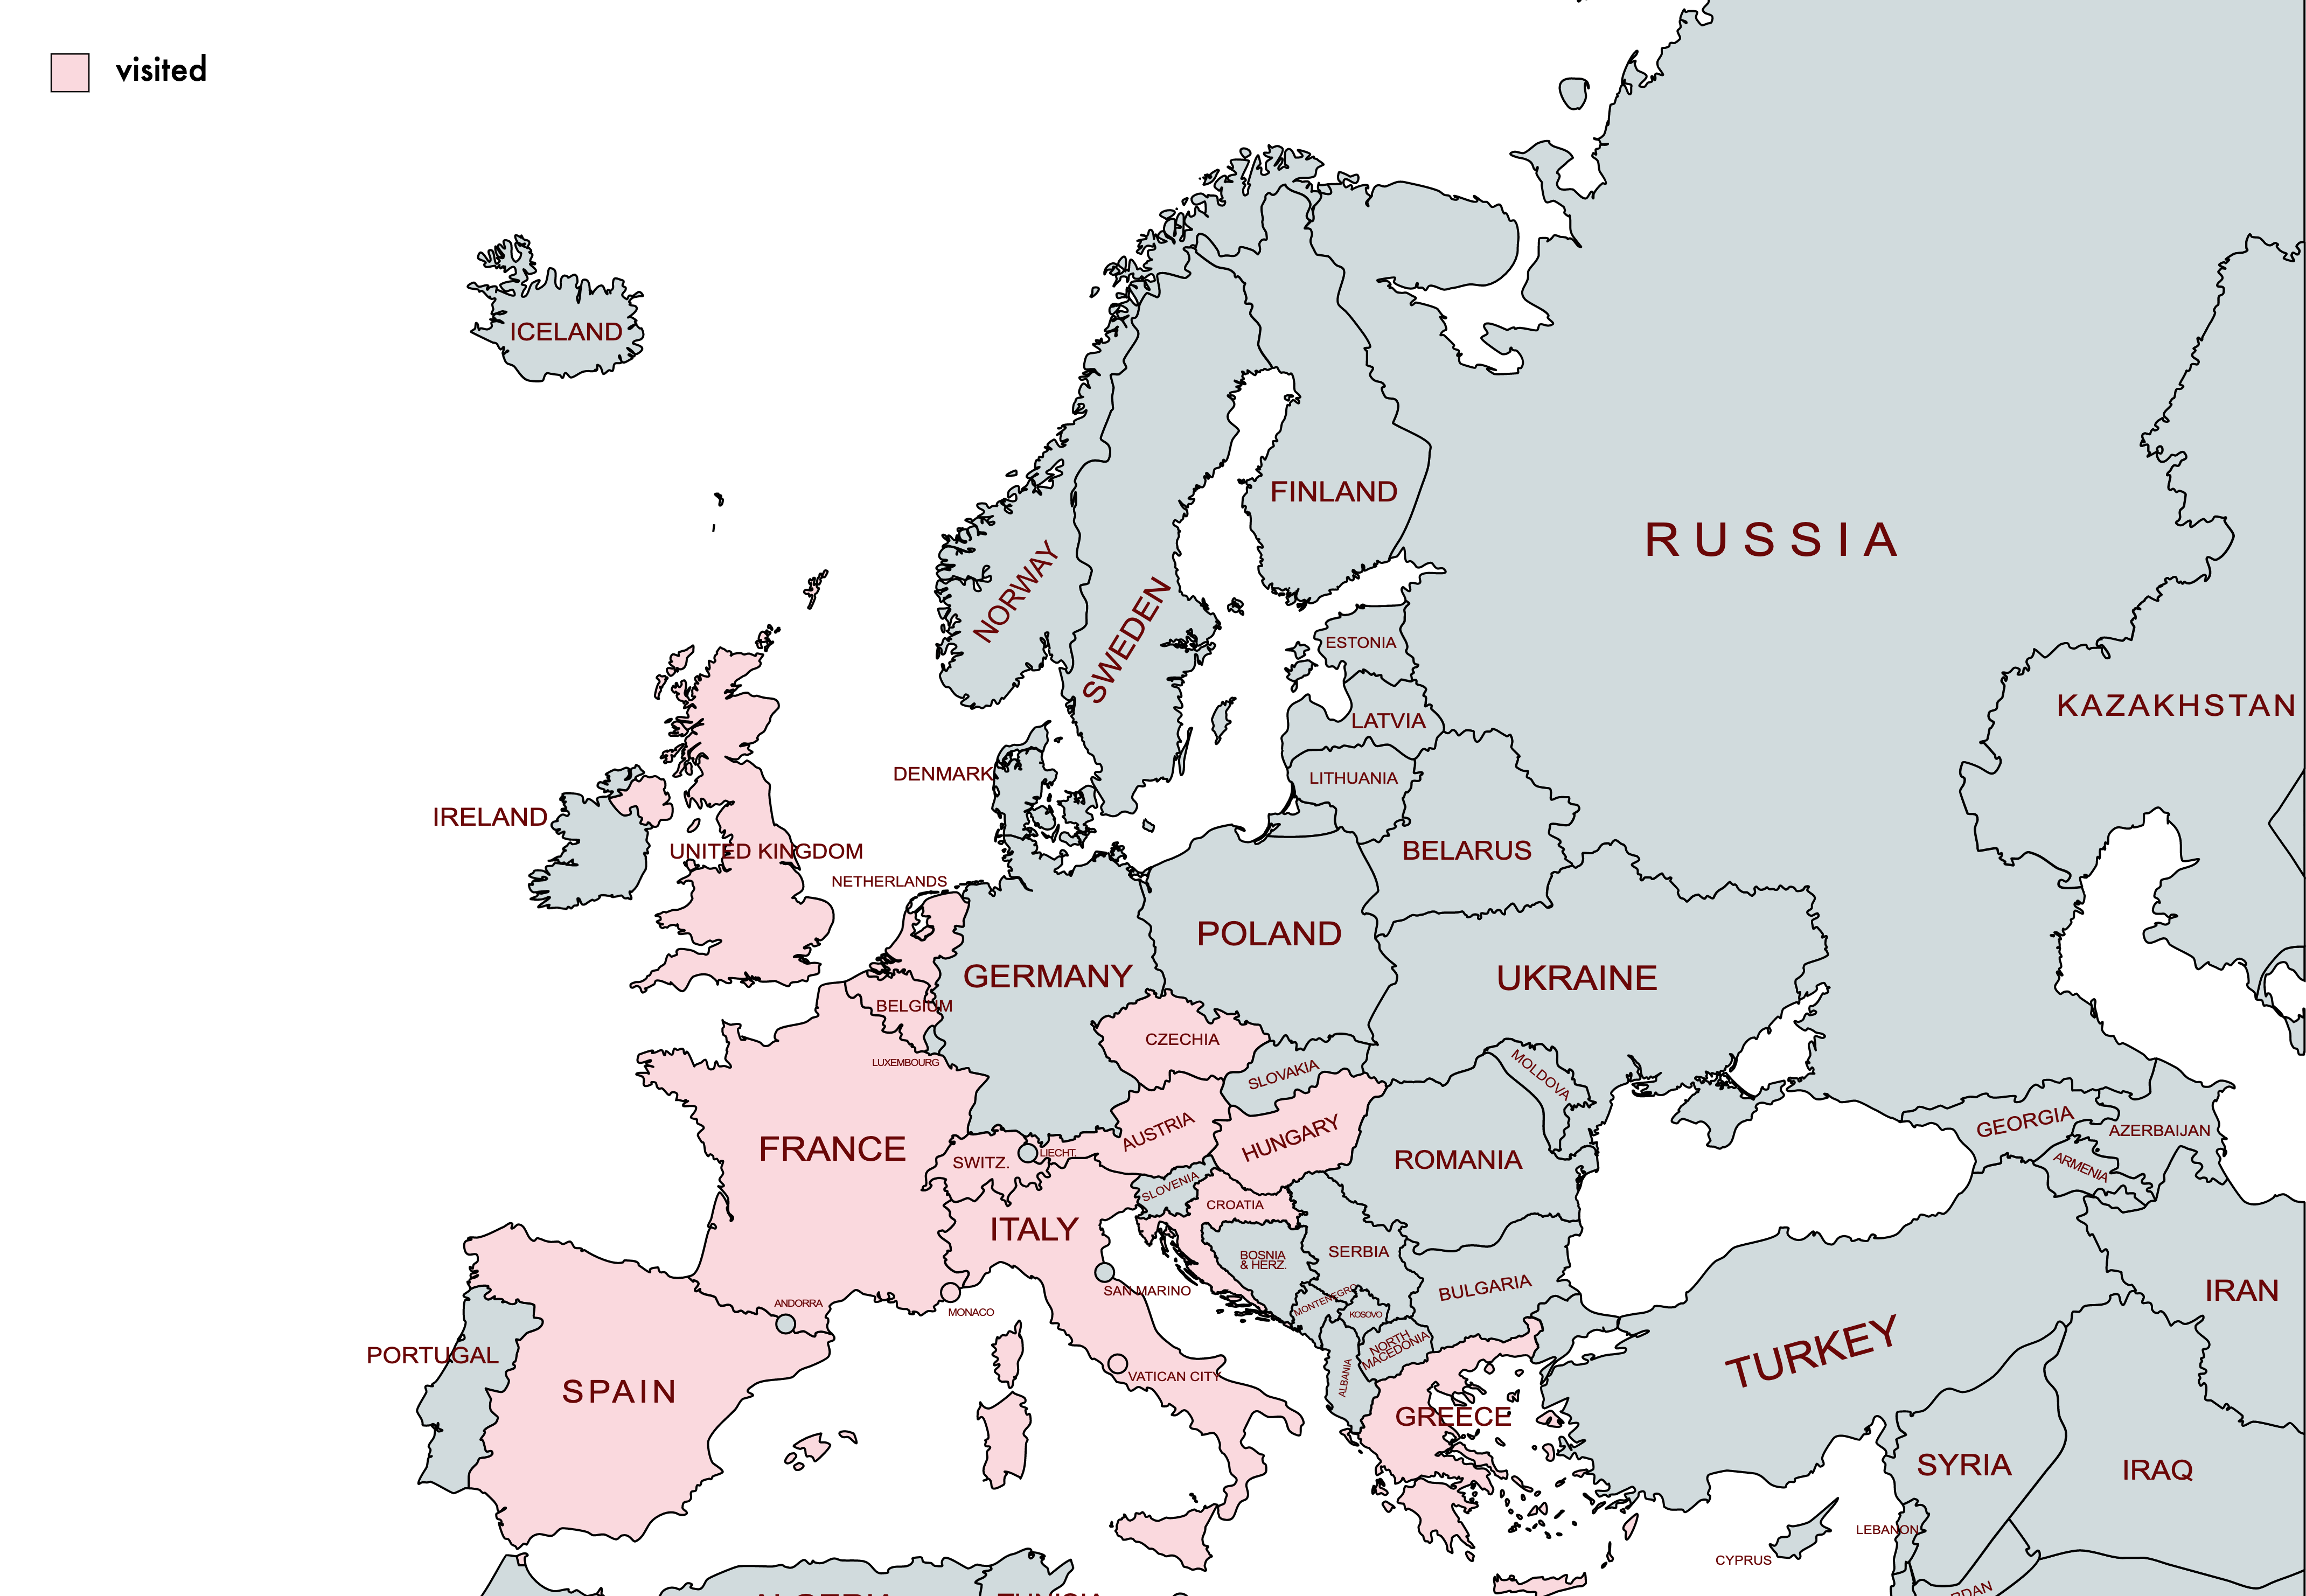 visited
ICELAND
FINLAND
RUSSIA
NORWAY
SWEDEN
ESTONIA
KAZAKHSTAN
LATVIA
DENMARK
LITHUANIA
IRELAND
UNITED KINGDOM
BELARUS
NETHERLANDS
POLAND
GERMANY
UKRAINE
BELGIUM
CZECHIA
LUXEMBOURG
SLOVAKIA
MOLDOVA
FRANCE
AUSTRIA
HUNGARY
GEORGIA
AZERBAIJAN
SWITZ.
LIECHT.
ROMANIA
ARMENIA
SLOVENIA
CROATIA
ITALY
BOSNIA
& HERZ.
SERBIA
BULGARIA
SAN MARINO
IRAN
ANDORRA
MONACO
MONTENEGRO
KOSOVO
PORTUGAL
NORTH
MACEDONIA
TURKEY
SPAIN
VATICAN CITY
ALBANIA
GREECE
SYRIA
IRAQ
LEBANON
CYPRUS
ALGERIA
TUNISIA
RDAN